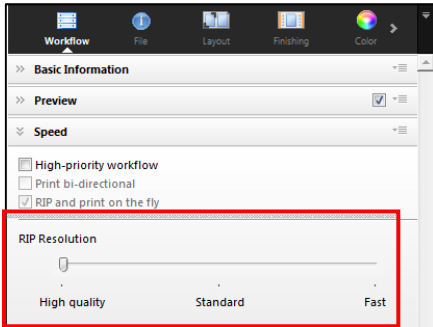 Workflow File Layout Finishing Color
Basic Information
Preview
Speed
High-priority workflow
Print bi-directional
RIP and print on the fly
RIP Resolution
High quality Standard Fast